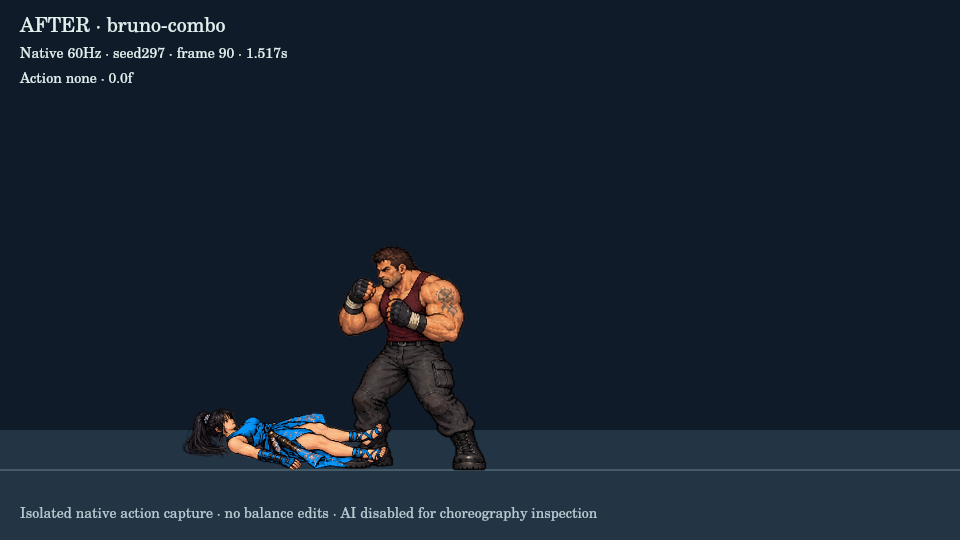 AFTER · bruno-combo
Native 60Hz · seed297 · frame 90 · 1.517s
Action none · 0.0f
Isolated native action capture · no balance edits · AI disabled for choreography inspection